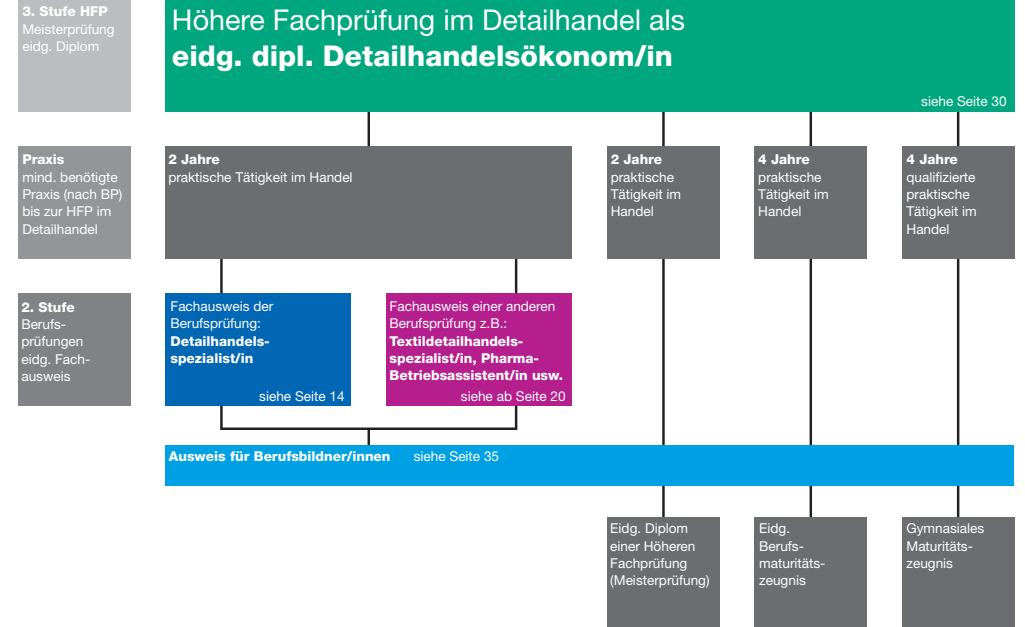 3. Stufe HFP
Meisterprüfung
eidg. Diplom
Höhere Fachprüfung im Detailhandel als
eidg. dipl. Detailhandelsökonom/in
siehe Seite 30
Praxis
mind. benötigte
Praxis (nach BP)
bis zur HFP im
Detailhandel
2 Jahre
praktische Tätigkeit im Handel
2 Jahre
praktische
Tätigkeit im
Handel
4 Jahre
praktische
Tätigkeit im
Handel
4 Jahre
qualifizierte
praktische
Tätigkeit im
Handel
2. Stufe
Berufs-
prüfungen
eidg. Fach-
ausweis
Fachausweis der
Berufsprüfung:
Detailhandels-
spezialist/in
siehe Seite 14
Fachausweis einer anderen
Berufsprüfung z.B.:
Textildetailhandels-
spezialist/in, Pharma-
Betriebsassistent/in usw.
siehe ab Seite 20
Ausweis für Berufsbildner/innen siehe Seite 35
Eidg. Diplom
einer Höheren
Fachprüfung
(Meisterprüfung)
Eidg.
Berufs-
maturitäts-
zeugnis
Gymnasiales
Maturitäts-
zeugnis